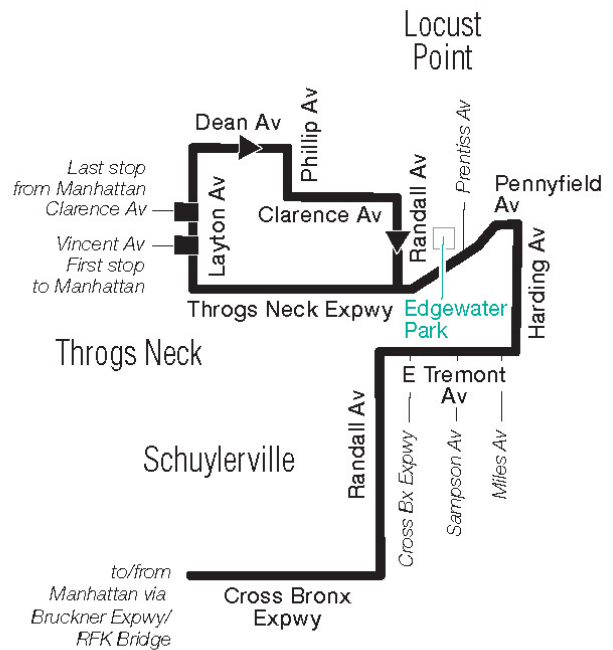 Locust
Point
Dean Av
Phillip Av
Prentiss Av
Last stop
from Manhattan
Clarence Av
Layton Av
Clarence Av
Randall Av
Pennyfield
Av
Vincent Av
First stop
to Manhattan
Throgs Neck Expwy
Edgewater
Park
Harding Av
Throgs Neck
E Tremont
Av
Randall Av
Cross Bx Expwy
Sampson Av
Miles Av
Schuylerville
to/from
Manhattan via
Bruckner Expwy/
RFK Bridge
Cross Bronx
Expwy